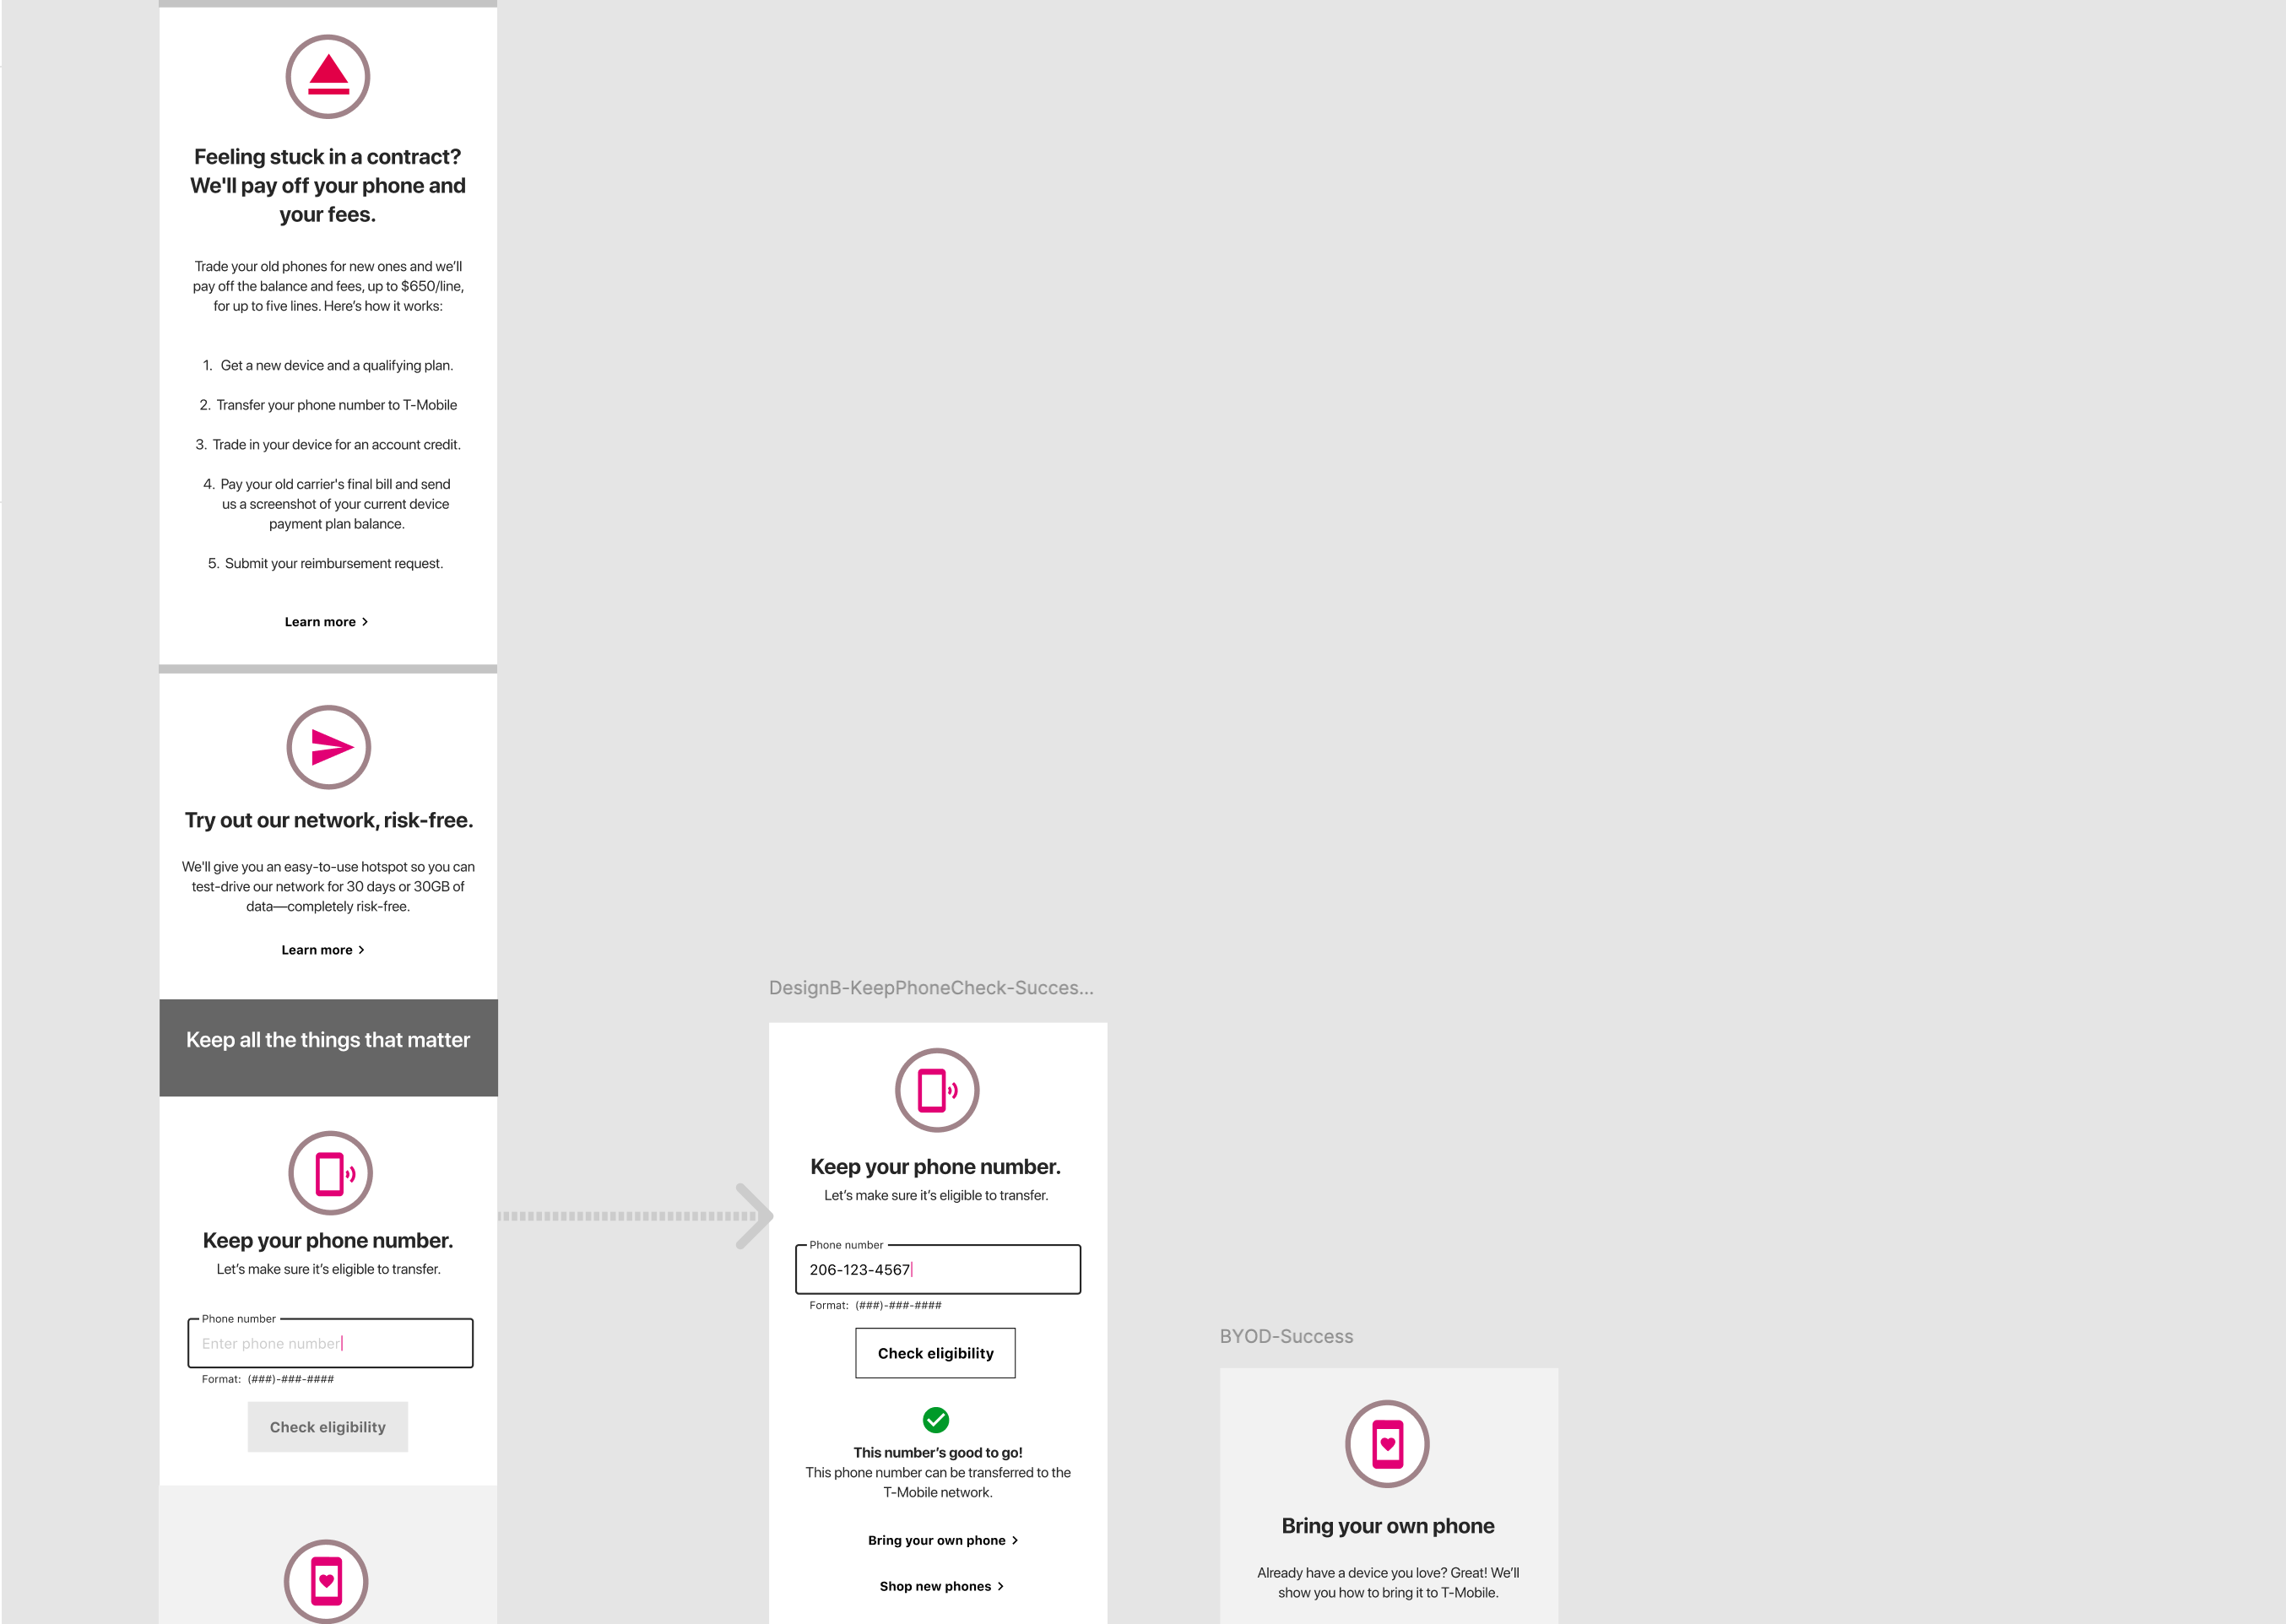 Feeling stuck in a contract?
We'll pay off your phone and
your fees.
Trade your old phones for new ones and we’ll
pay off the balance and fees, up to $650/line,
for up to five lines. Here’s how it works:
1. Get a new device and a qualifying plan.
2. Transfer your phone number to T-Mobile
3. Trade in your device for an account credit.
4. Pay your old carrier's final bill and send
us a screenshot of your current device
payment plan balance.
5. Submit your reimbursement request.
Learn more
Try out our network, risk-free.
We'll give you an easy-to-use hotspot so you can
test-drive our network for 30 days or 30GB of
data—completely risk-free.
Learn more
Keep all the things that matter
Keep your phone number.
Let’s make sure it’s eligible to transfer.
Phone number
Enter phone number
Format: (###)-###-####
Check eligibility
DesignB-KeepPhoneCheck-Succes...
Keep your phone number.
Let’s make sure it’s eligible to transfer.
Phone number
206-123-4567
Format: (###)-###-####
Check eligibility
This number’s good to go!
This phone number can be transferred to the
T-Mobile network.
Bring your own phone
Shop new phones
BYOD-Success
Bring your own phone
Already have a device you love? Great! We’ll
show you how to bring it to T-Mobile.